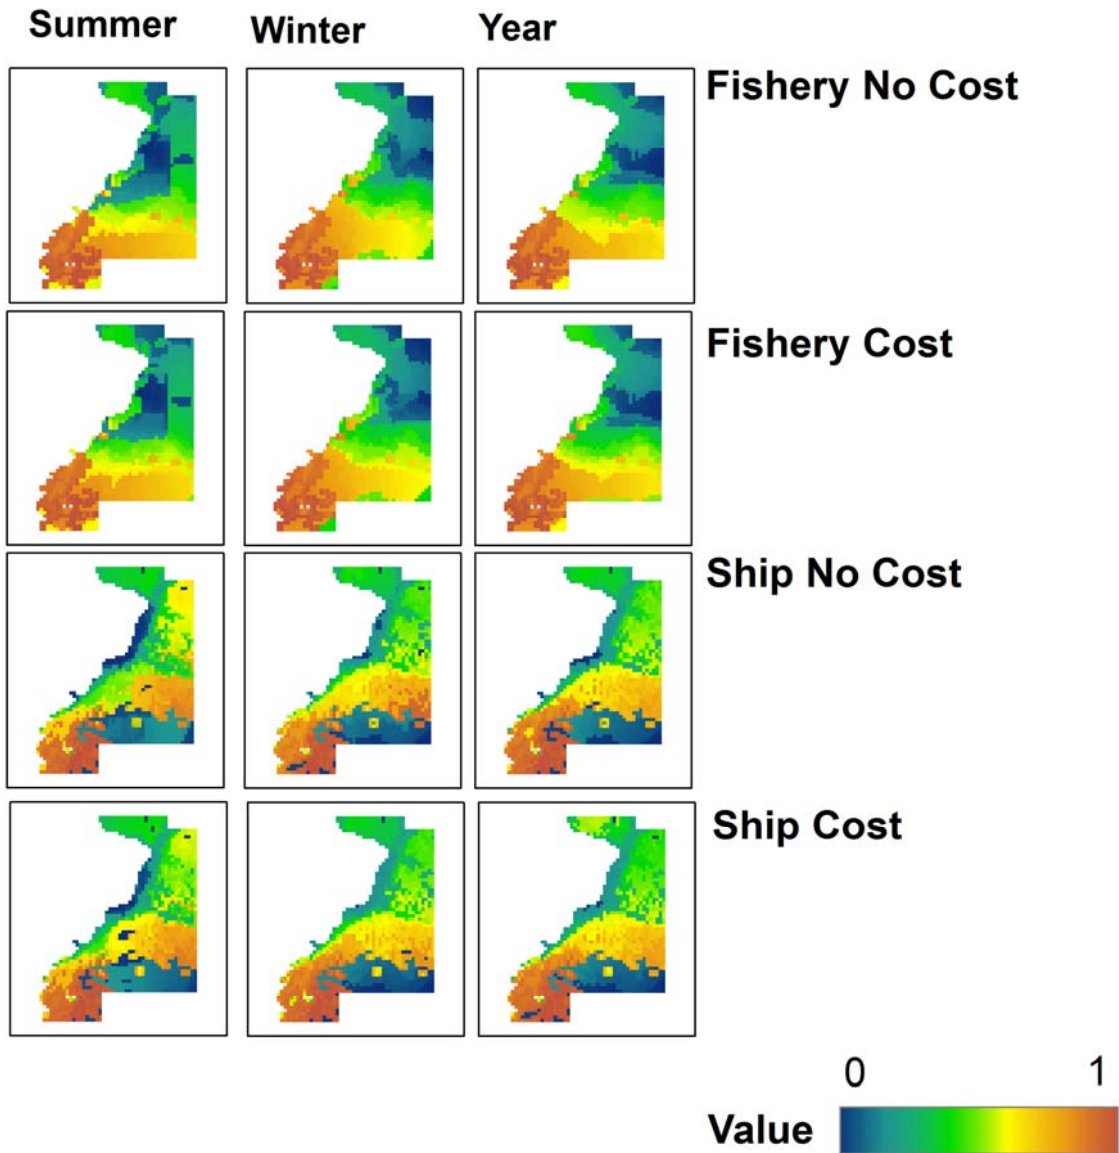 Summer Winter Year
Fishery No Cost
Fishery Cost
Ship No Cost
Ship Cost
0 1
Value